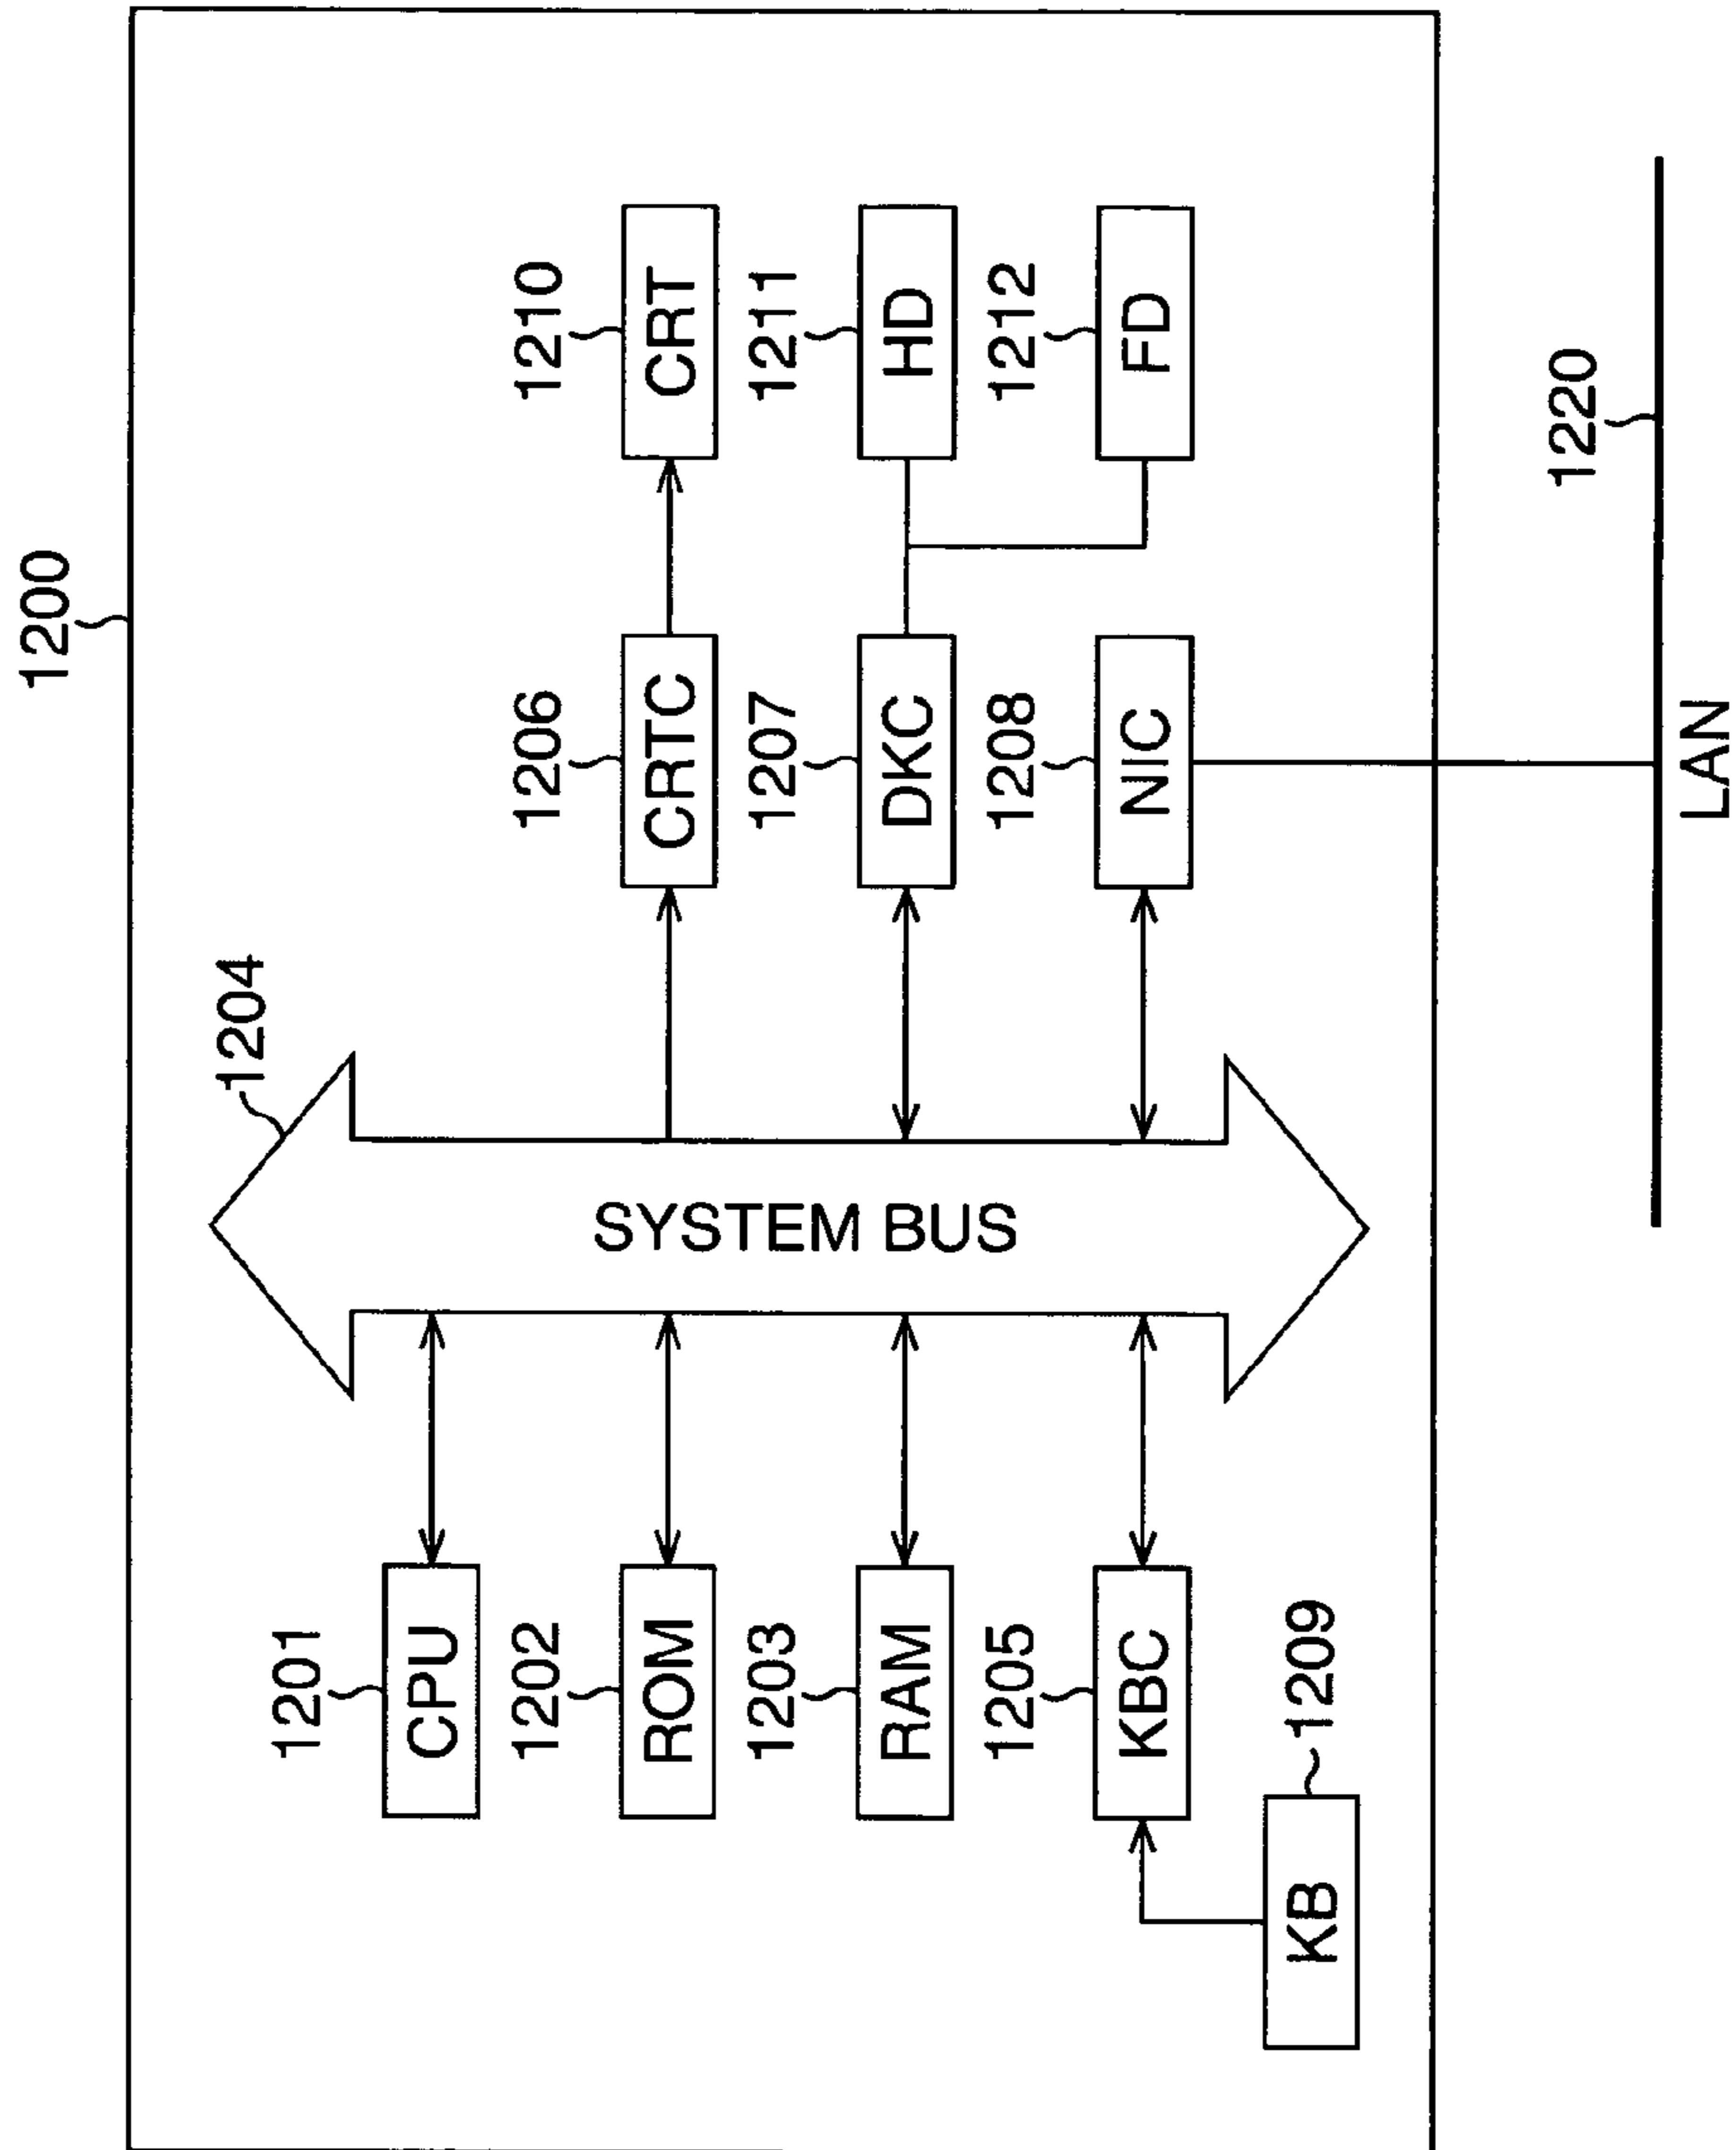 1200
1201
CPU
1202
ROM
1203
RAM
1205
KBC
KB
1209
1204
SYSTEM BUS
1206
CRTC
1207
DKC
1208
NIC
1210
CRT
1211
HD
1212
FD
1220
LAN